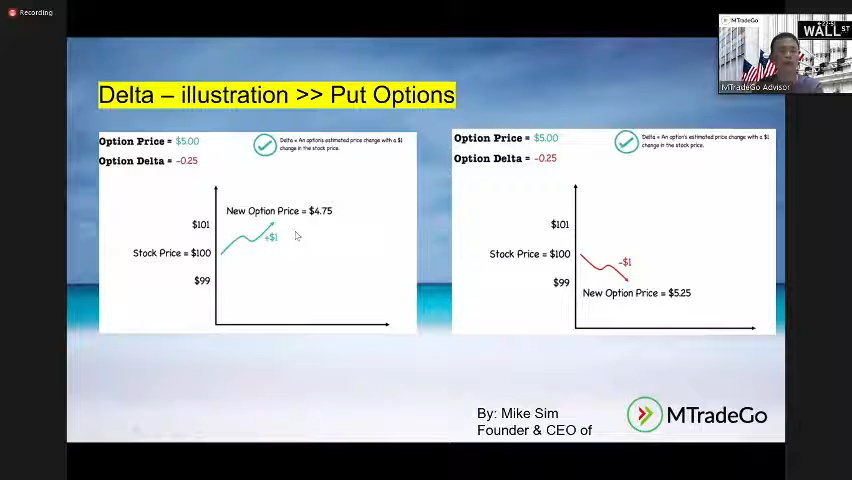 Recording
MTradeGo
WALL ST
MTradeGo Advisor
Delta – illustration >> Put Options
Option Price = $5.00
Option Delta = -0.25
Delta = An option's estimated price change with a $1
change in the stock price.
New Option Price = $4.75
$101
+$1
Stock Price = $100
$99
Option Price = $5.00
Option Delta = -0.25
Delta = An option's estimated price change with a $1
change in the stock price.
$101
Stock Price = $100
-$1
$99
New Option Price = $5.25
By: Mike Sim
Founder & CEO of
MTradeGo